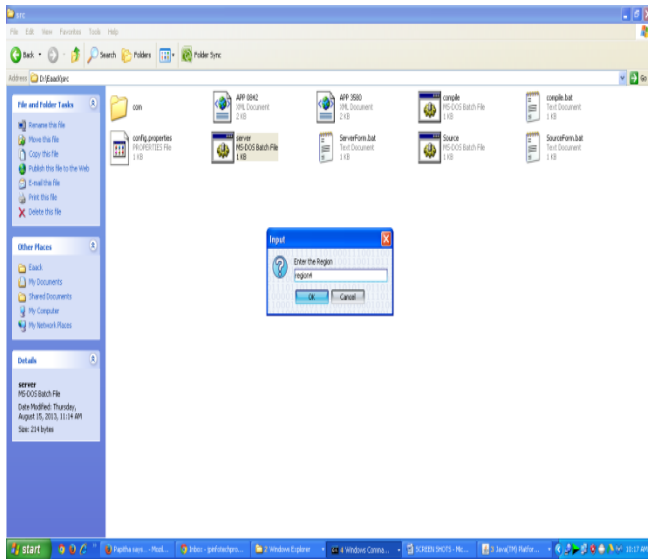 src
File Edit View Favorites Tools Help
Back Search Folders Folder Sync
Address D:\Eaack\src Go
File and Folder Tasks
Rename this file
Move this file
Copy this file
Publish this file to the Web
E-mail this file
Print this file
Delete this file
Other Places
Eaack
My Documents
Shared Documents
My Computer
My Network Places
Details
server
MS-DOS Batch File
Date Modified: Thursday,
August 15, 2013, 11:14 AM
Size: 214 bytes
com
APP 0842
XML Document
2 KB
APP 3580
XML Document
2 KB
compile
MS-DOS Batch File
1 KB
compile.bat
Text Document
1 KB
config.properties
PROPERTIES File
1 KB
server
MS-DOS Batch File
1 KB
ServerForm.bat
Text Document
1 KB
Source
MS-DOS Batch File
1 KB
SourceForm.bat
Text Document
1 KB
Input
Enter the Region
region4
OK Cancel
start 2 Windows Explorer 4 Windows Comma... SCREEN SHOTS - Mic... 3 Java(TM) Platfor... 10:17 AM